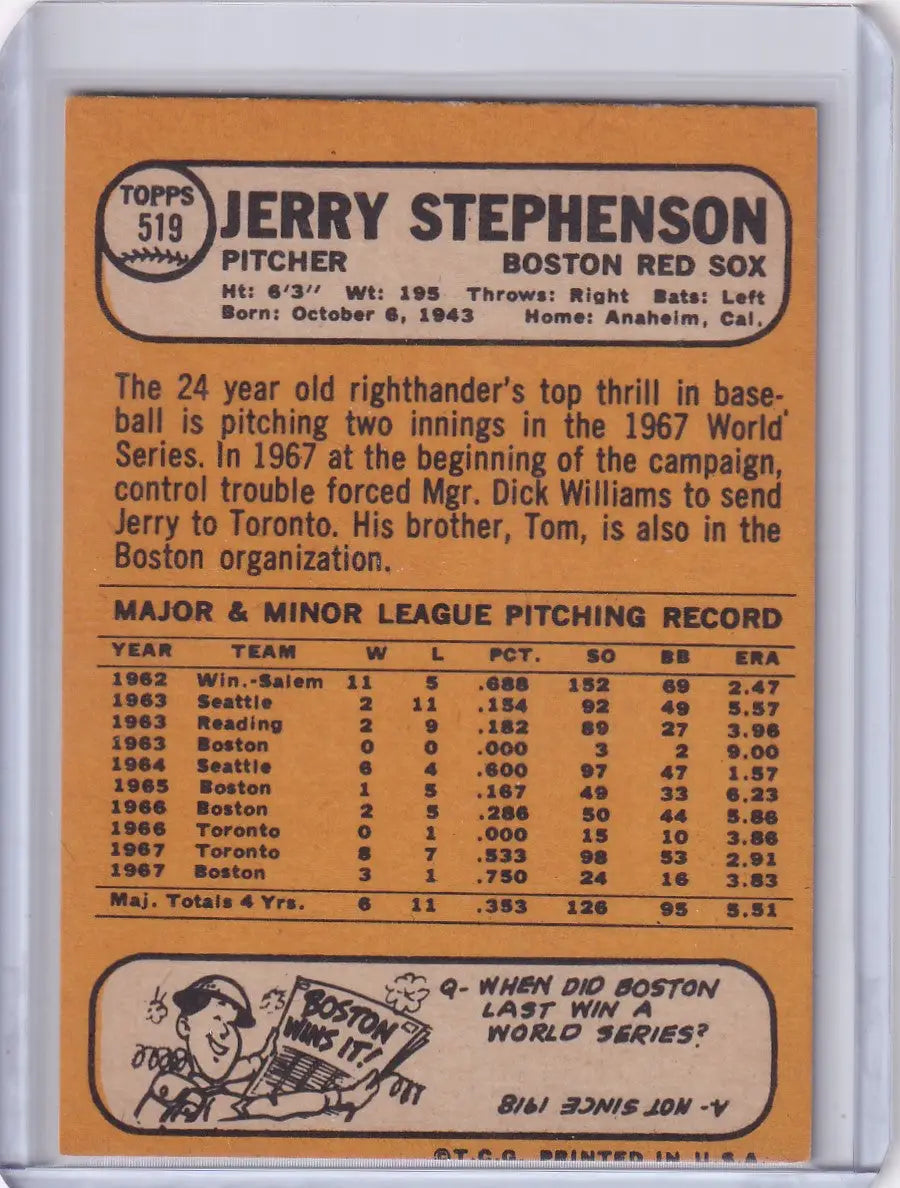 TOPPS
519
JERRY STEPHENSON
PITCHER BOSTON RED SOX
Ht: 6'3'' Wt: 195 Throws: Right Bats: Left
Born: October 6, 1943 Home: Anaheim, Cal.
The 24 year old righthander's top thrill in base-
ball is pitching two innings in the 1967 World
Series. In 1967 at the beginning of the campaign,
control trouble forced Mgr. Dick Williams to send
Jerry to Toronto. His brother, Tom, is also in the
Boston organization.
MAJOR & MINOR LEAGUE PITCHING RECORD
YEAR TEAM W L PCT. SO BB ERA
1962 Win.-Salem 11 5 .688 152 69 2.47
1963 Seattle 2 11 .154 92 49 5.57
1963 Reading 2 9 .182 89 27 3.96
1963 Boston 0 0 .000 3 2 9.00
1964 Seattle 6 4 .600 97 47 1.57
1965 Boston 1 5 .167 49 33 6.23
1966 Boston 2 5 .286 50 44 5.86
1966 Toronto 0 1 .000 15 10 3.86
1967 Toronto 8 7 .533 98 53 2.91
1967 Boston 3 1 .750 24 16 3.83
Maj. Totals 4 Yrs. 6 11 .353 126 95 5.51
BOSTON
WINS IT!
Q- WHEN DID BOSTON
LAST WIN A
WORLD SERIES?
A- NOT SINCE 1918
©T.C.G. PRINTED IN U.S.A.